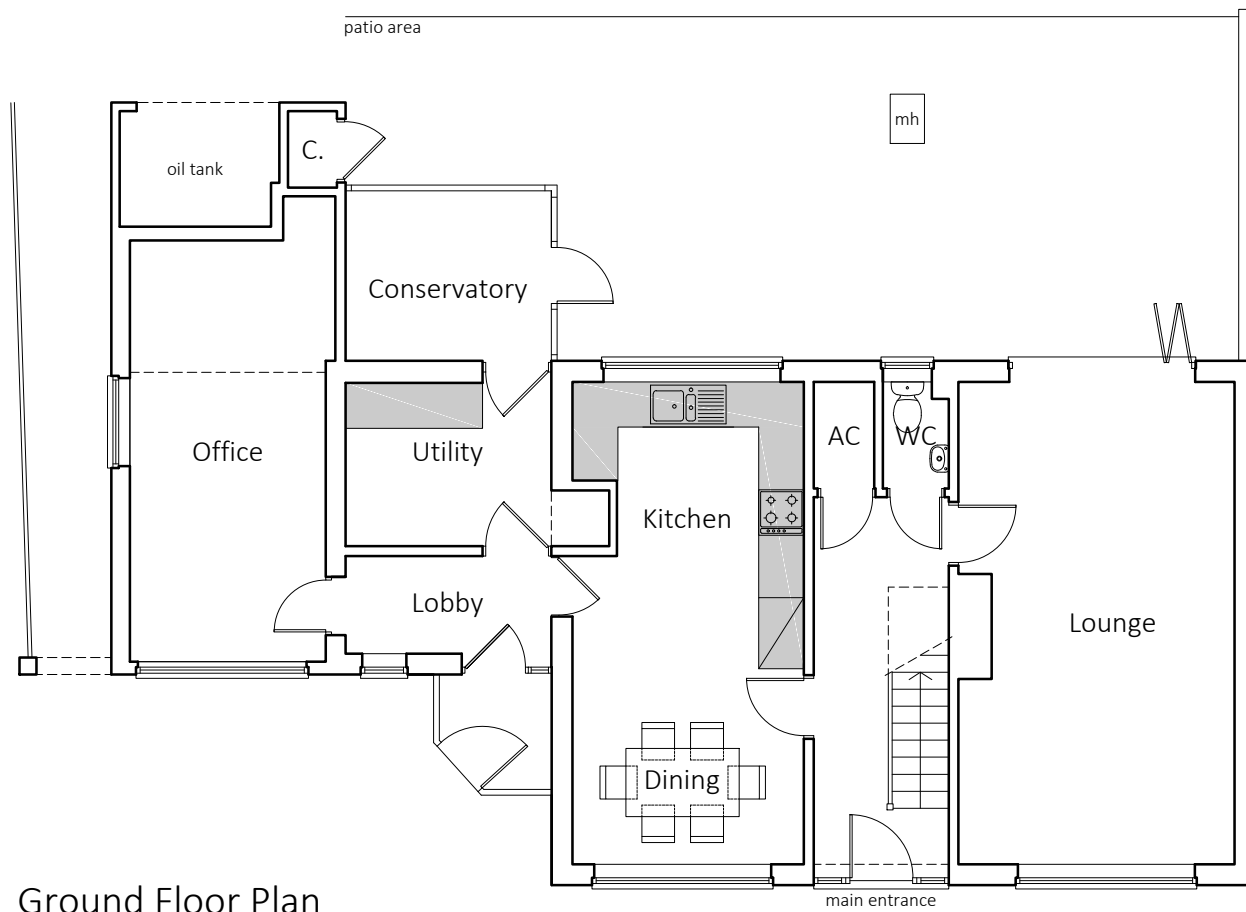 patio area
mh
C.
oil tank
Conservatory
AC
WC
Office
Utility
Kitchen
Lobby
Lounge
Dining
Ground Floor Plan
main entrance